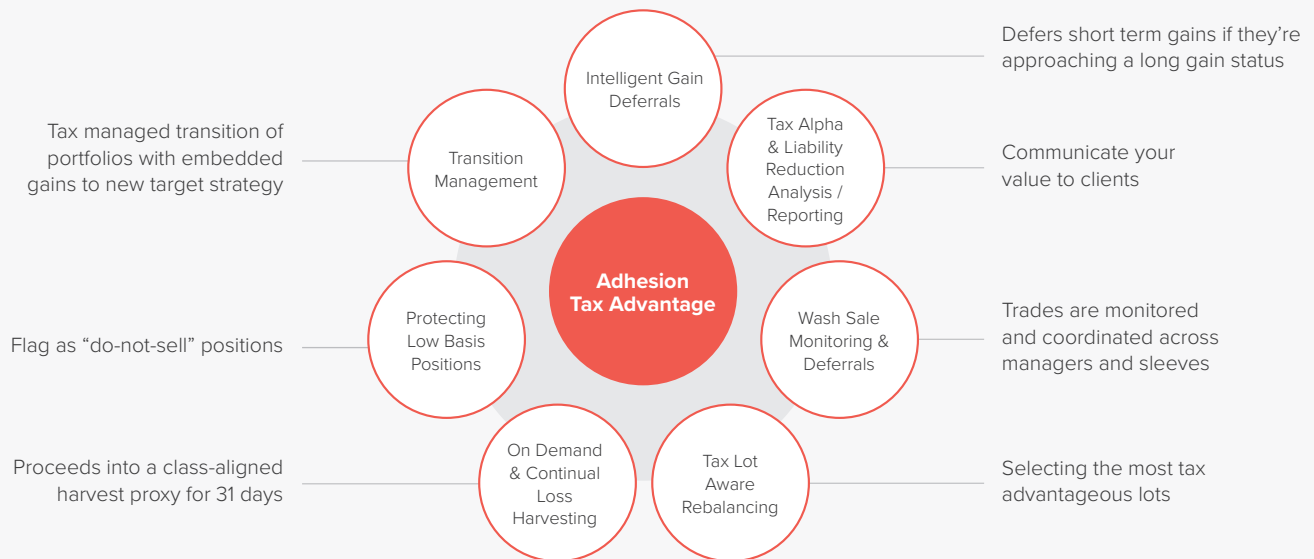 Intelligent Gain
Deferrals
Defers short term gains if they’re
approaching a long gain status
Tax Alpha
& Liability
Reduction
Analysis /
Reporting
Communicate your
value to clients
Wash Sale
Monitoring &
Deferrals
Trades are monitored
and coordinated across
managers and sleeves
Tax Lot
Aware
Rebalancing
Selecting the most tax
advantageous lots
On Demand
& Continual
Loss
Harvesting
Proceeds into a class-aligned
harvest proxy for 31 days
Protecting
Low Basis
Positions
Flag as “do-not-sell” positions
Transition
Management
Tax managed transition of
portfolios with embedded
gains to new target strategy
Adhesion
Tax Advantage